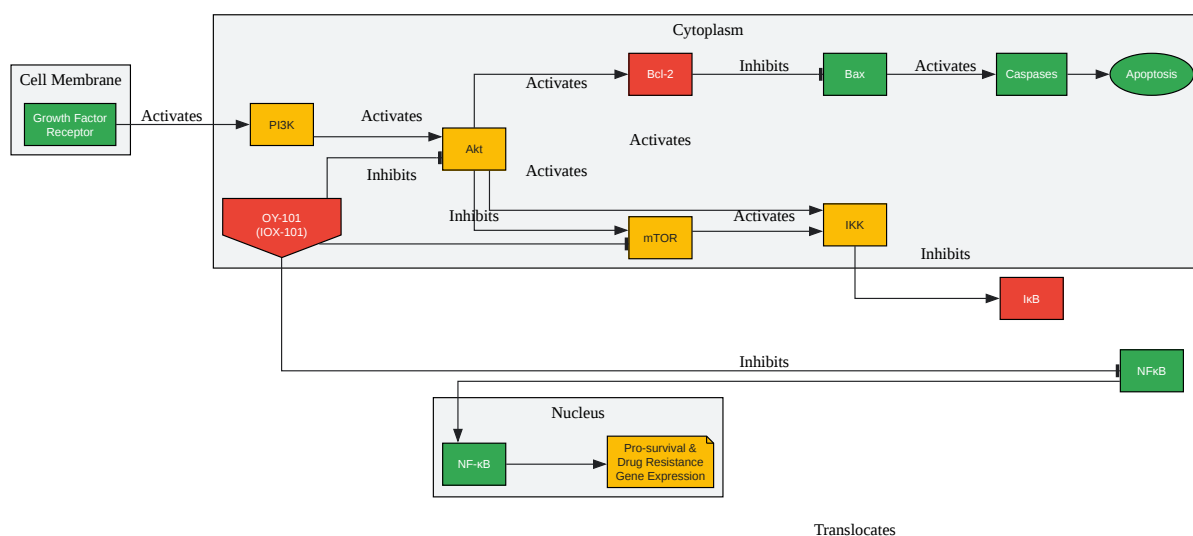 Cytoplasm
Cell Membrane
Growth Factor
Receptor
Activates
PI3K
Activates
Akt
Activates
Bcl-2
Inhibits
Bax
Activates
Caspases
Apoptosis
Activates
Inhibits
Activates
OY-101
(IOX-101)
Inhibits
mTOR
Activates
IKK
Inhibits
IκB
Inhibits
NFκB
Nucleus
NF-κB
Pro-survival &
Drug Resistance
Gene Expression
Translocates